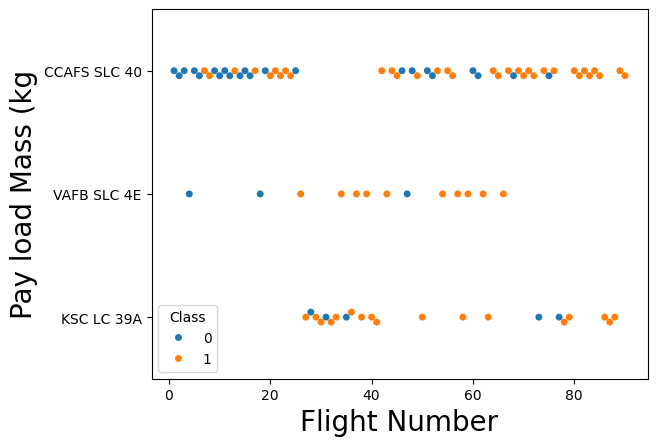 Pay load Mass (kg
CCAFS SLC 40
VAFB SLC 4E
KSC LC 39A
Class
0
1
0
20
40
60
80
Flight Number